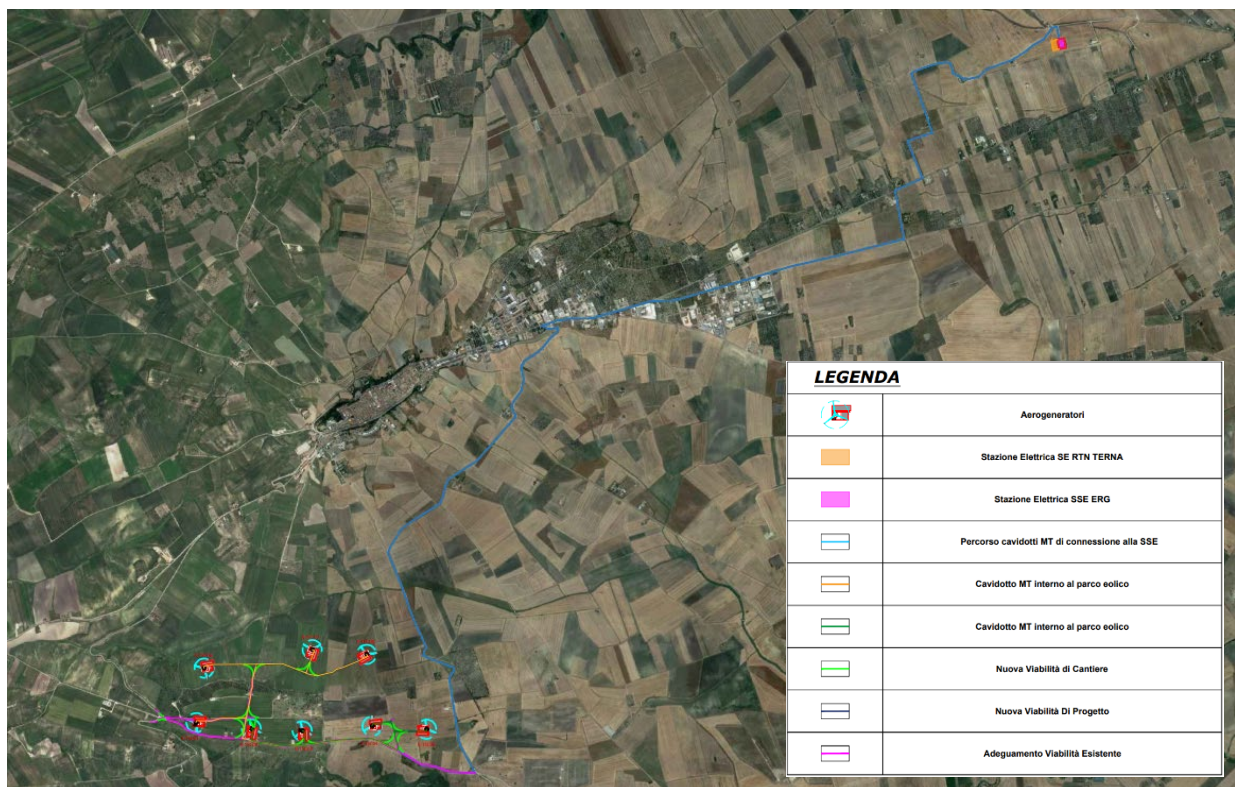 LEGENDA
Aerogeneratori
Stazione Elettrica SE RTN TERNA
Stazione Elettrica SSE ERG
Percorso cavidotti MT di connessione alla SSE
Cavidotto MT interno al parco eolico
Cavidotto MT interno al parco eolico
Nuova Viabilità di Cantiere
Nuova Viabilità Di Progetto
Adeguamento Viabilità Esistente